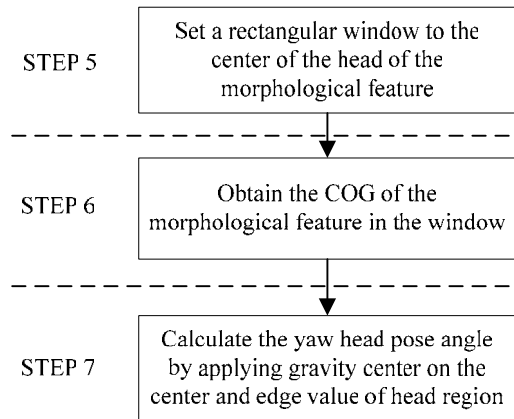 STEP 5
Set a rectangular window to the
center of the head of the
morphological feature
STEP 6
Obtain the COG of the
morphological feature in the window
STEP 7
Calculate the yaw head pose angle
by applying gravity center on the
center and edge value of head region